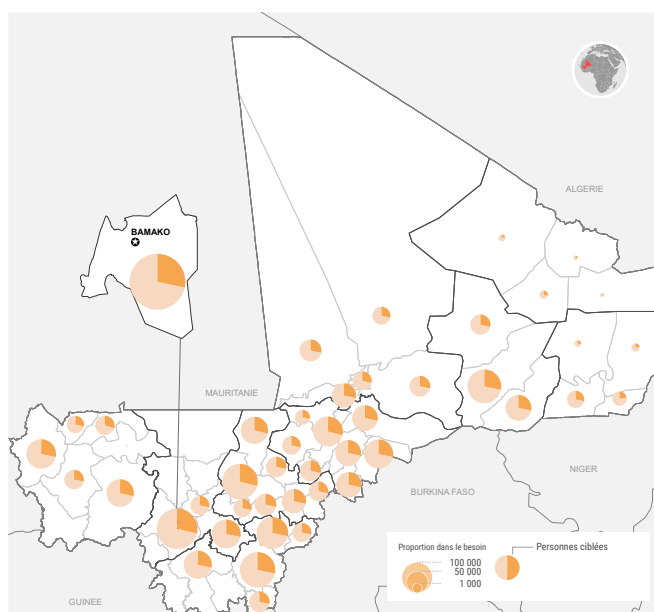 ALGERIE
BAMAKO
MAURITANIE
NIGER
BURKINA FASO
GUINEE
Proportion dans le besoin
100 000
50 000
1 000
Personnes ciblées